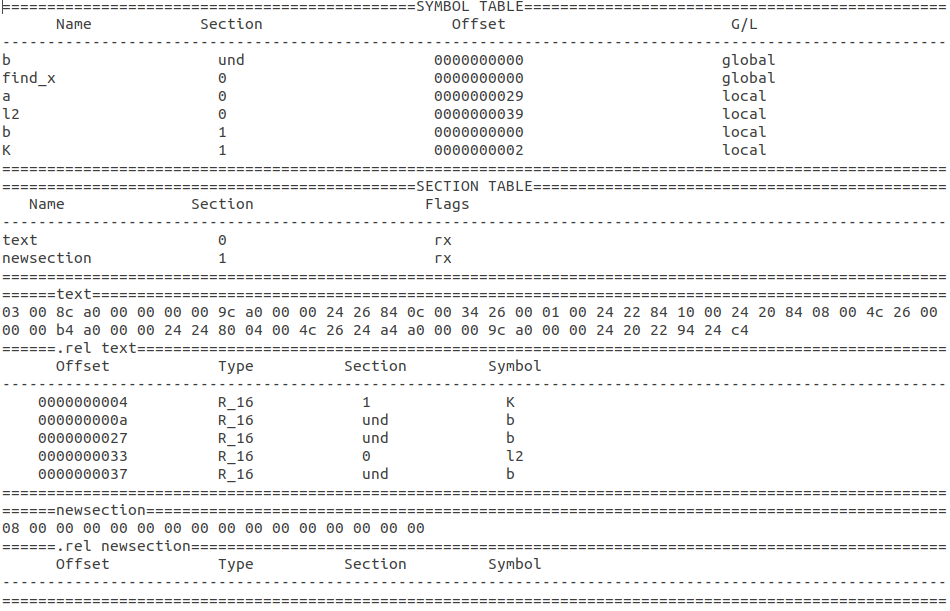 ==============================================SYMBOL TABLE===============================================
Name Section Offset G/L
---------------------------------------------------------------------------------------------------------
b und 0000000000 global
find_x 0 0000000000 global
a 0 0000000029 local
l2 0 0000000039 local
b 1 0000000000 local
K 1 0000000002 local
=========================================================================================================
==============================================SECTION TABLE==============================================
Name Section Flags
---------------------------------------------------------------------------------------------------------
text 0 rx
newsection 1 rx
=========================================================================================================
======text===============================================================================================
03 00 8c a0 00 00 00 00 9c a0 00 00 24 26 84 0c 00 34 26 00 01 00 24 22 84 10 00 24 20 84 08 00 4c 26 00
00 00 b4 a0 00 00 24 24 80 04 00 4c 26 24 a4 a0 00 00 9c a0 00 00 24 20 22 94 24 c4
======.rel text==========================================================================================
Offset Type Section Symbol
---------------------------------------------------------------------------------------------------------
0000000004 R_16 1 K
000000000a R_16 und b
0000000027 R_16 und b
0000000033 R_16 0 l2
0000000037 R_16 und b
=========================================================================================================
======newsection=========================================================================================
08 00 00 00 00 00 00 00 00 00 00 00 00 00 00 00
======.rel newsection====================================================================================
Offset Type Section Symbol
---------------------------------------------------------------------------------------------------------
=========================================================================================================